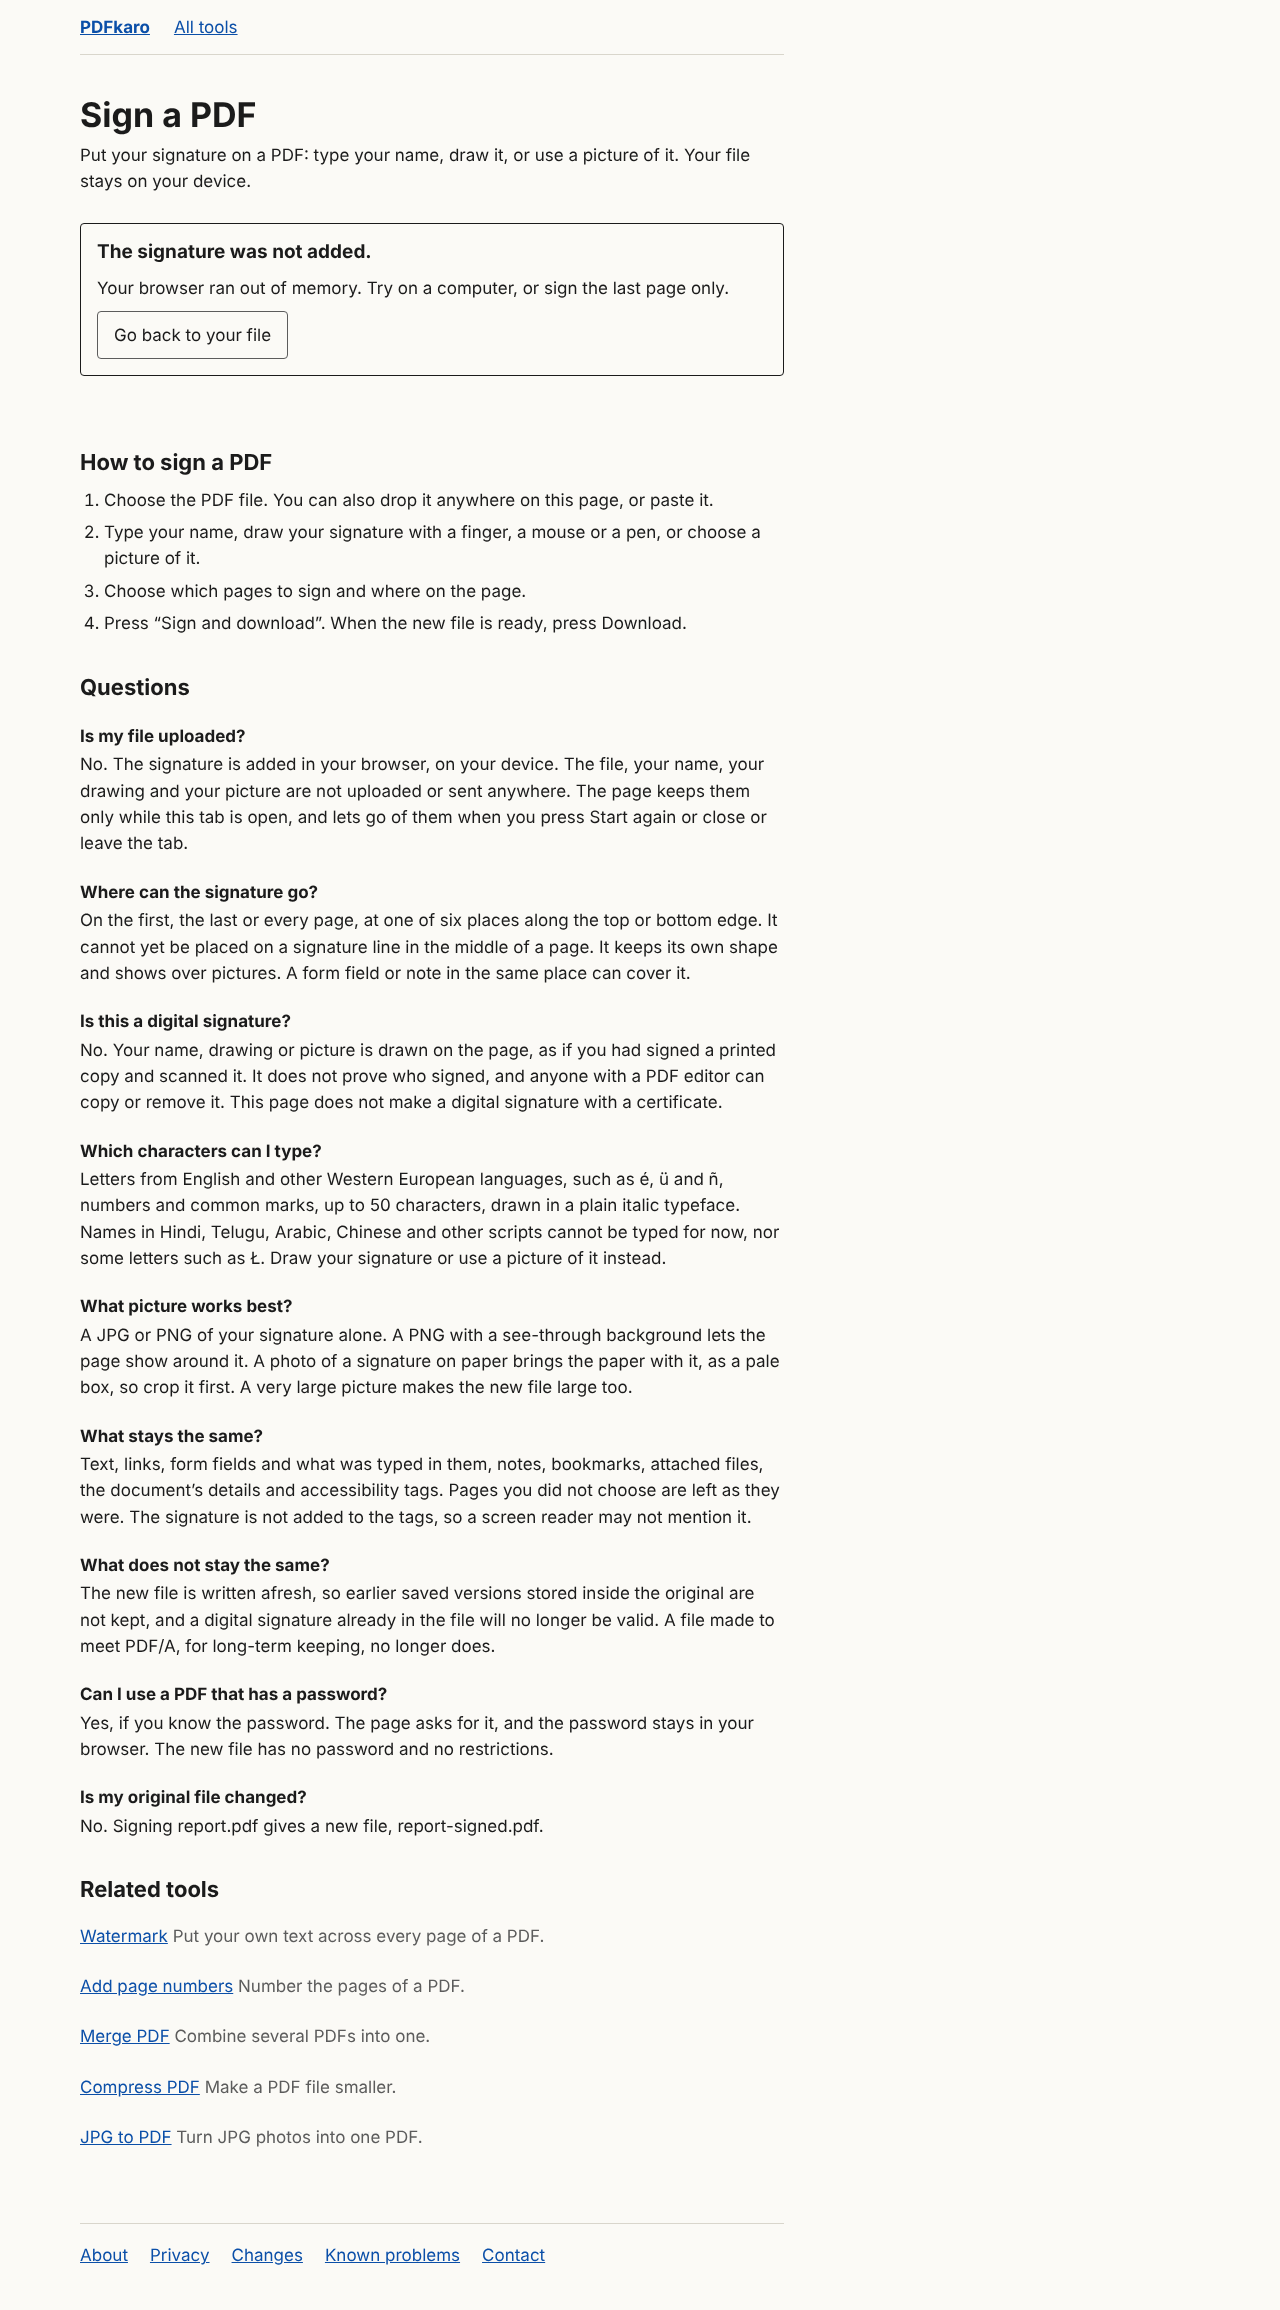 PDFkaro All tools
Sign a PDF
Put your signature on a PDF: type your name, draw it, or use a picture of it. Your file
stays on your device.
The signature was not added.
Your browser ran out of memory. Try on a computer, or sign the last page only.
Go back to your file
How to sign a PDF
1. Choose the PDF file. You can also drop it anywhere on this page, or paste it.
2. Type your name, draw your signature with a finger, a mouse or a pen, or choose a
picture of it.
3. Choose which pages to sign and where on the page.
4. Press “Sign and download”. When the new file is ready, press Download.
Questions
Is my file uploaded?
No. The signature is added in your browser, on your device. The file, your name, your
drawing and your picture are not uploaded or sent anywhere. The page keeps them
only while this tab is open, and lets go of them when you press Start again or close or
leave the tab.
Where can the signature go?
On the first, the last or every page, at one of six places along the top or bottom edge. It
cannot yet be placed on a signature line in the middle of a page. It keeps its own shape
and shows over pictures. A form field or note in the same place can cover it.
Is this a digital signature?
No. Your name, drawing or picture is drawn on the page, as if you had signed a printed
copy and scanned it. It does not prove who signed, and anyone with a PDF editor can
copy or remove it. This page does not make a digital signature with a certificate.
Which characters can I type?
Letters from English and other Western European languages, such as é, ü and ñ,
numbers and common marks, up to 50 characters, drawn in a plain italic typeface.
Names in Hindi, Telugu, Arabic, Chinese and other scripts cannot be typed for now, nor
some letters such as Ł. Draw your signature or use a picture of it instead.
What picture works best?
A JPG or PNG of your signature alone. A PNG with a see-through background lets the
page show around it. A photo of a signature on paper brings the paper with it, as a pale
box, so crop it first. A very large picture makes the new file large too.
What stays the same?
Text, links, form fields and what was typed in them, notes, bookmarks, attached files,
the document’s details and accessibility tags. Pages you did not choose are left as they
were. The signature is not added to the tags, so a screen reader may not mention it.
What does not stay the same?
The new file is written afresh, so earlier saved versions stored inside the original are
not kept, and a digital signature already in the file will no longer be valid. A file made to
meet PDF/A, for long-term keeping, no longer does.
Can I use a PDF that has a password?
Yes, if you know the password. The page asks for it, and the password stays in your
browser. The new file has no password and no restrictions.
Is my original file changed?
No. Signing report.pdf gives a new file, report-signed.pdf.
Related tools
Watermark Put your own text across every page of a PDF.
Add page numbers Number the pages of a PDF.
Merge PDF Combine several PDFs into one.
Compress PDF Make a PDF file smaller.
JPG to PDF Turn JPG photos into one PDF.
About Privacy Changes Known problems Contact